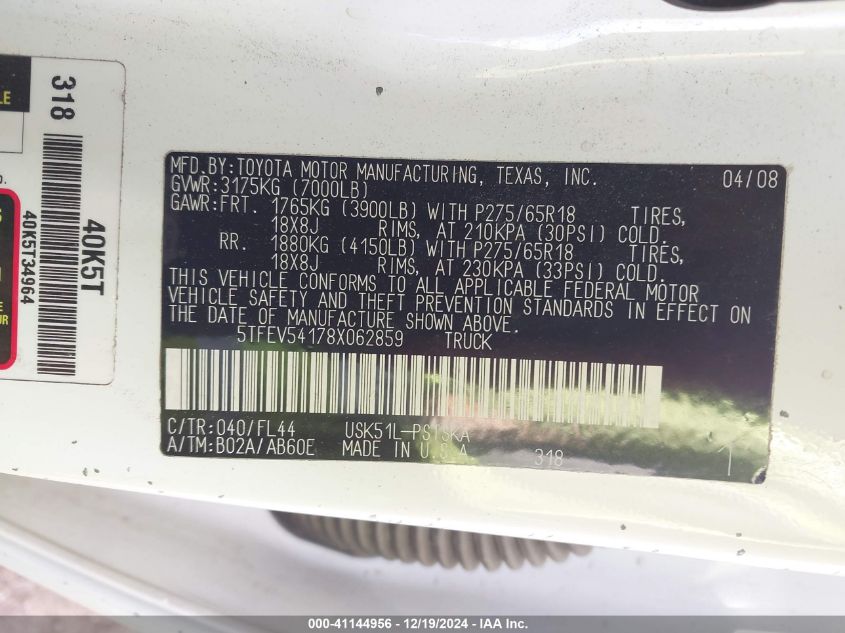 MFD.BY:TOYOTA MOTOR MANUFACTURING, TEXAS, INC. 04/08
GVWR:3175KG (7000LB)
GAWR:FRT. 1765KG (3900LB) WITH P275/65R18 TIRES,
18X8J RIMS, AT 210KPA (30PSI) COLD.
RR. 1880KG (4150LB) WITH P275/65R18 TIRES,
18X8J RIMS, AT 230KPA (33PSI) COLD.
THIS VEHICLE CONFORMS TO ALL APPLICABLE FEDERAL MOTOR
VEHICLE SAFETY AND THEFT PREVENTION STANDARDS IN EFFECT ON
THE DATE OF MANUFACTURE SHOWN ABOVE.
5TFEV54178X062859 TRUCK
C/TR:040/FL44 USK51L-PSTSKA
A/TM:B02A/AB60E MADE IN U.S.A. 318 1
318
40K5T
40K5T34964
000-41144956 - 12/19/2024 - IAA Inc.